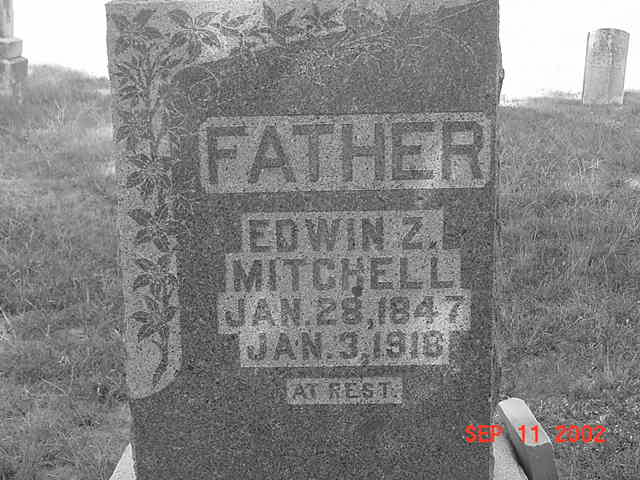 FATHER
EDWIN Z.
MITCHELL
JAN. 28, 1847
JAN. 3, 1918
AT REST.
SEP 11 2002